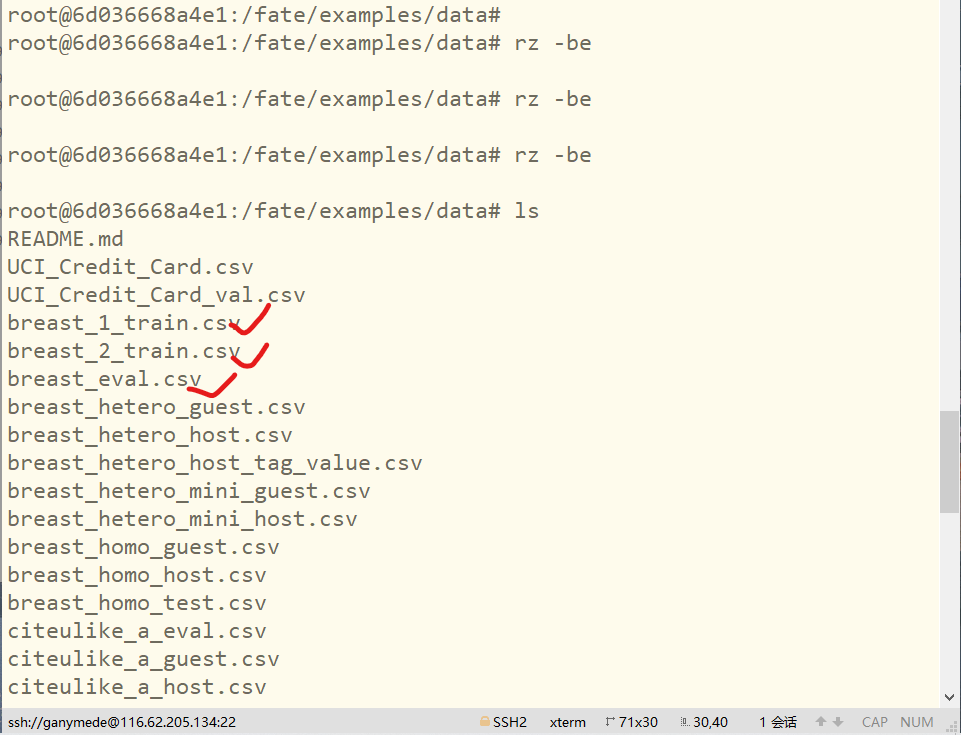 root@6d036668a4e1:/fate/examples/data#
root@6d036668a4e1:/fate/examples/data# rz -be
root@6d036668a4e1:/fate/examples/data# rz -be
root@6d036668a4e1:/fate/examples/data# rz -be
root@6d036668a4e1:/fate/examples/data# ls
README.md
UCI_Credit_Card.csv
UCI_Credit_Card_val.csv
breast_1_train.csv
breast_2_train.csv
breast_eval.csv
breast_hetero_guest.csv
breast_hetero_host.csv
breast_hetero_host_tag_value.csv
breast_hetero_mini_guest.csv
breast_hetero_mini_host.csv
breast_homo_guest.csv
breast_homo_host.csv
breast_homo_test.csv
citeulike_a_eval.csv
citeulike_a_guest.csv
citeulike_a_host.csv
ssh://ganymede@116.62.205.134:22 SSH2 xterm 71x30 30,40 1 会话 CAP NUM